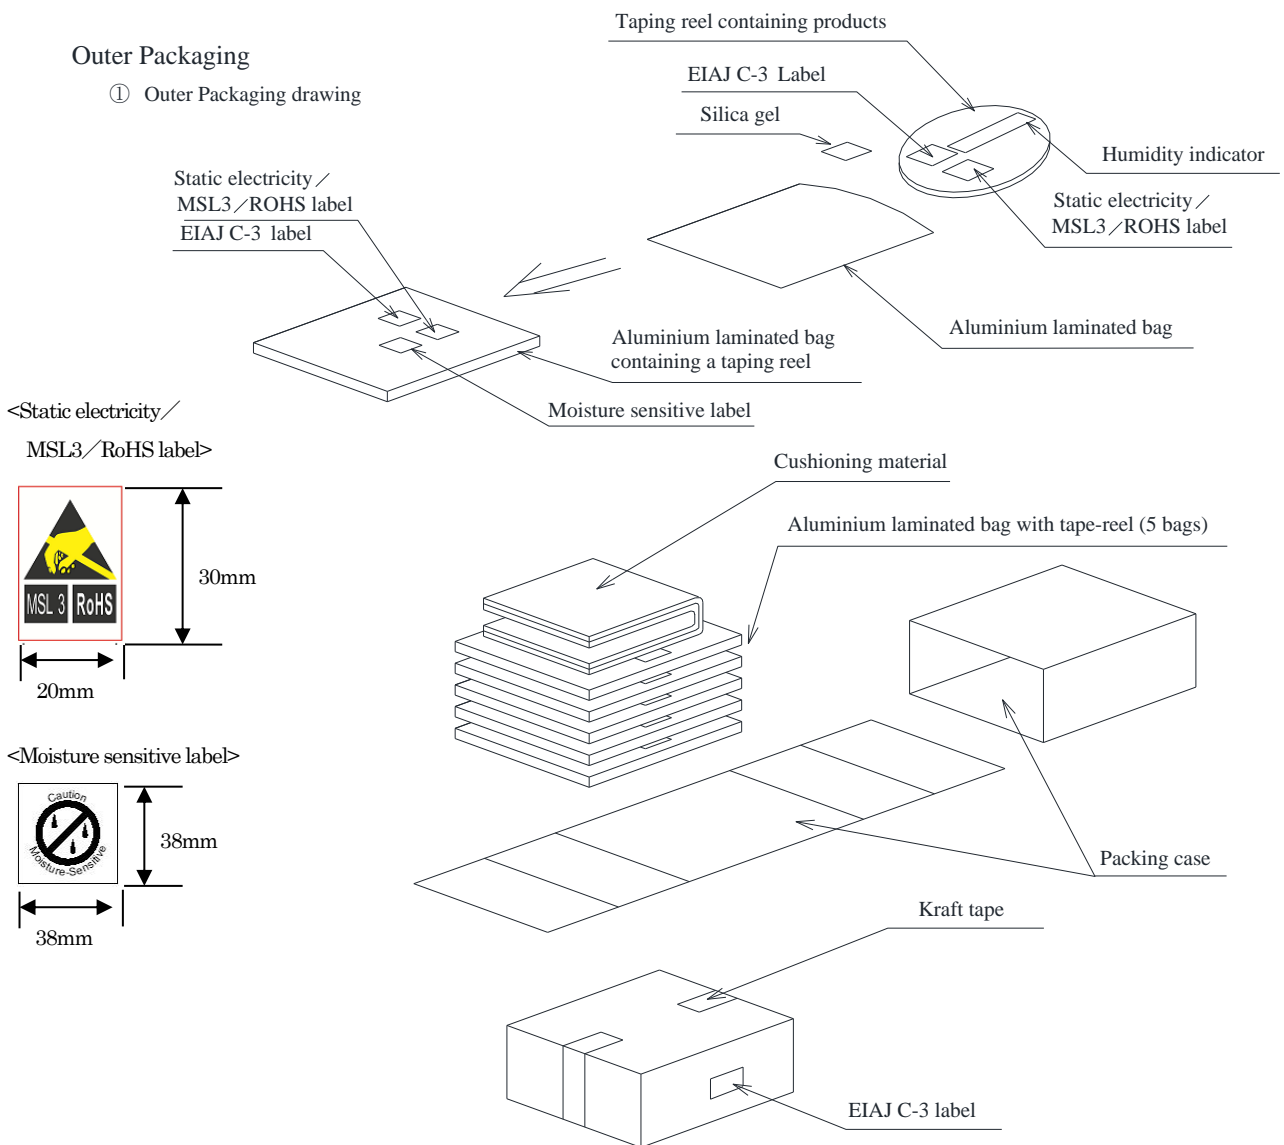 Outer Packaging
① Outer Packaging drawing
Taping reel containing products
EIAJ C-3 Label
Silica gel
Humidity indicator
Static electricity／
MSL3／ROHS label
Static electricity／
MSL3／ROHS label
EIAJ C-3 label
Aluminium laminated bag
Aluminium laminated bag
containing a taping reel
Moisture sensitive label
<Static electricity／
MSL3／RoHS label>
MSL 3 RoHS
30mm
20mm
Cushioning material
Aluminium laminated bag with tape-reel (5 bags)
<Moisture sensitive label>
Caution
Moisture-Sensitive
38mm
38mm
Packing case
Kraft tape
EIAJ C-3 label